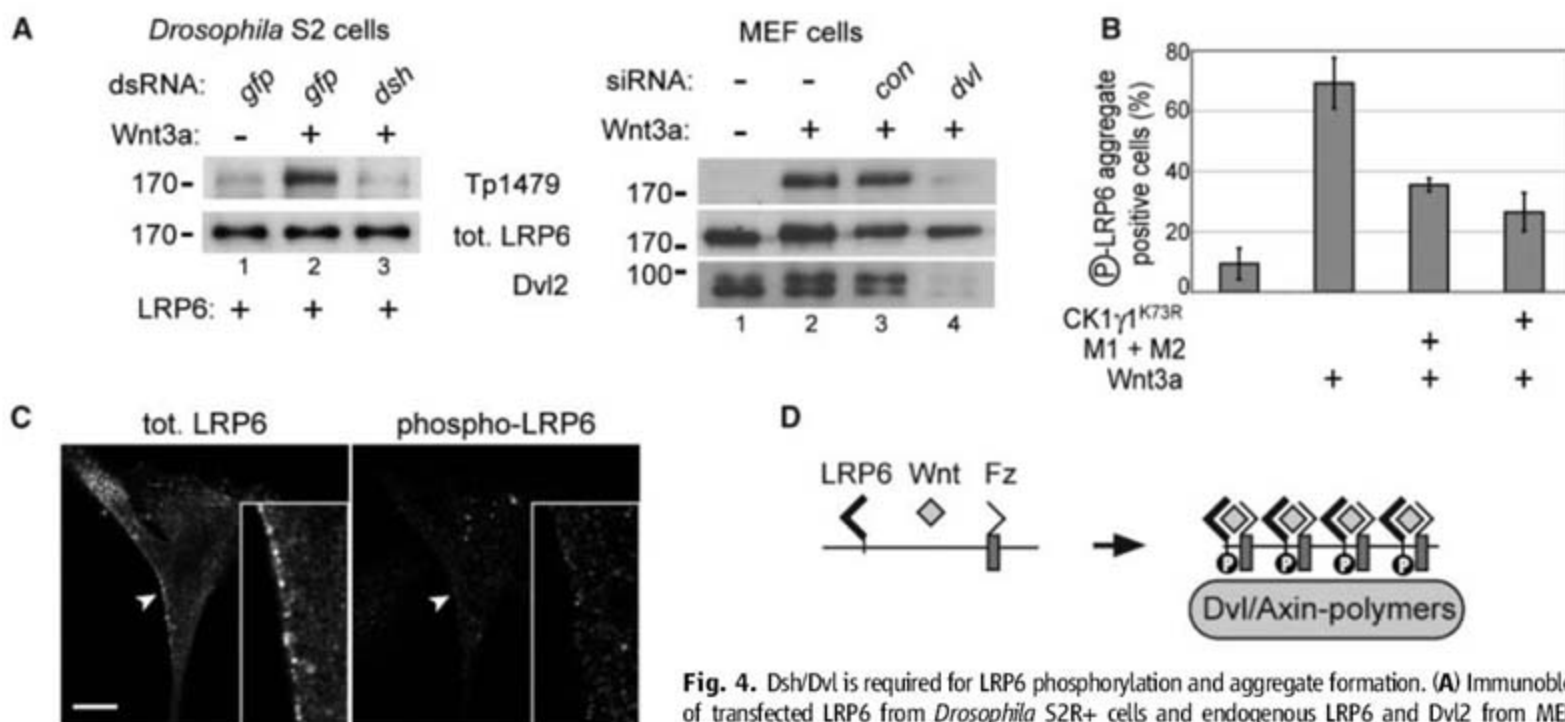 A
Drosophila S2 cells
dsRNA: gfp gfp dsh
Wnt3a: - + +
170-
Tp1479
170-
tot. LRP6
1 2 3
Dvl2
LRP6: + + +
MEF cells
siRNA: - - con dvl
Wnt3a: - + + +
170-
170-
100-
1 2 3 4
B
Ⓟ-LRP6 aggregate
positive cells (%)
80
60
40
20
0
CK1γ1K73R +
M1 + M2 +
Wnt3a + + +
C
tot. LRP6 phospho-LRP6
D
LRP6 Wnt Fz
P P P P
Dvl/Axin-polymers
Fig. 4. Dsh/Dvl is required for LRP6 phosphorylation and aggregate formation. (A) Immunoblo
of transfected LRP6 from Drosophila S2R+ cells and endogenous LRP6 and Dvl2 from ME